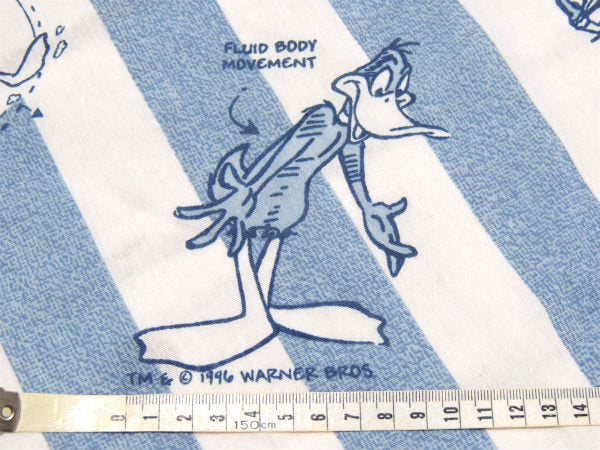 FLUID BODY
MOVEMENT
TM & © 1996 WARNER BROS.
0 1 2 3 4 5 6 7 8 9 10 11 12 13 14
150cm